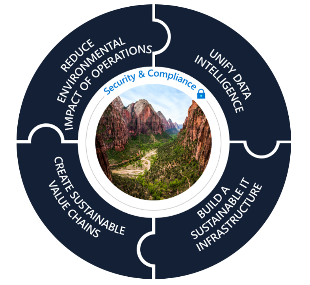 REDUCE
ENVIRONMENTAL
IMPACT OF OPERATIONS
UNIFY DATA
INTELLIGENCE
Security & Compliance
CREATE SUSTAINABLE
VALUE CHAINS
BUILD A
SUSTAINABLE IT
INFRASTRUCTURE